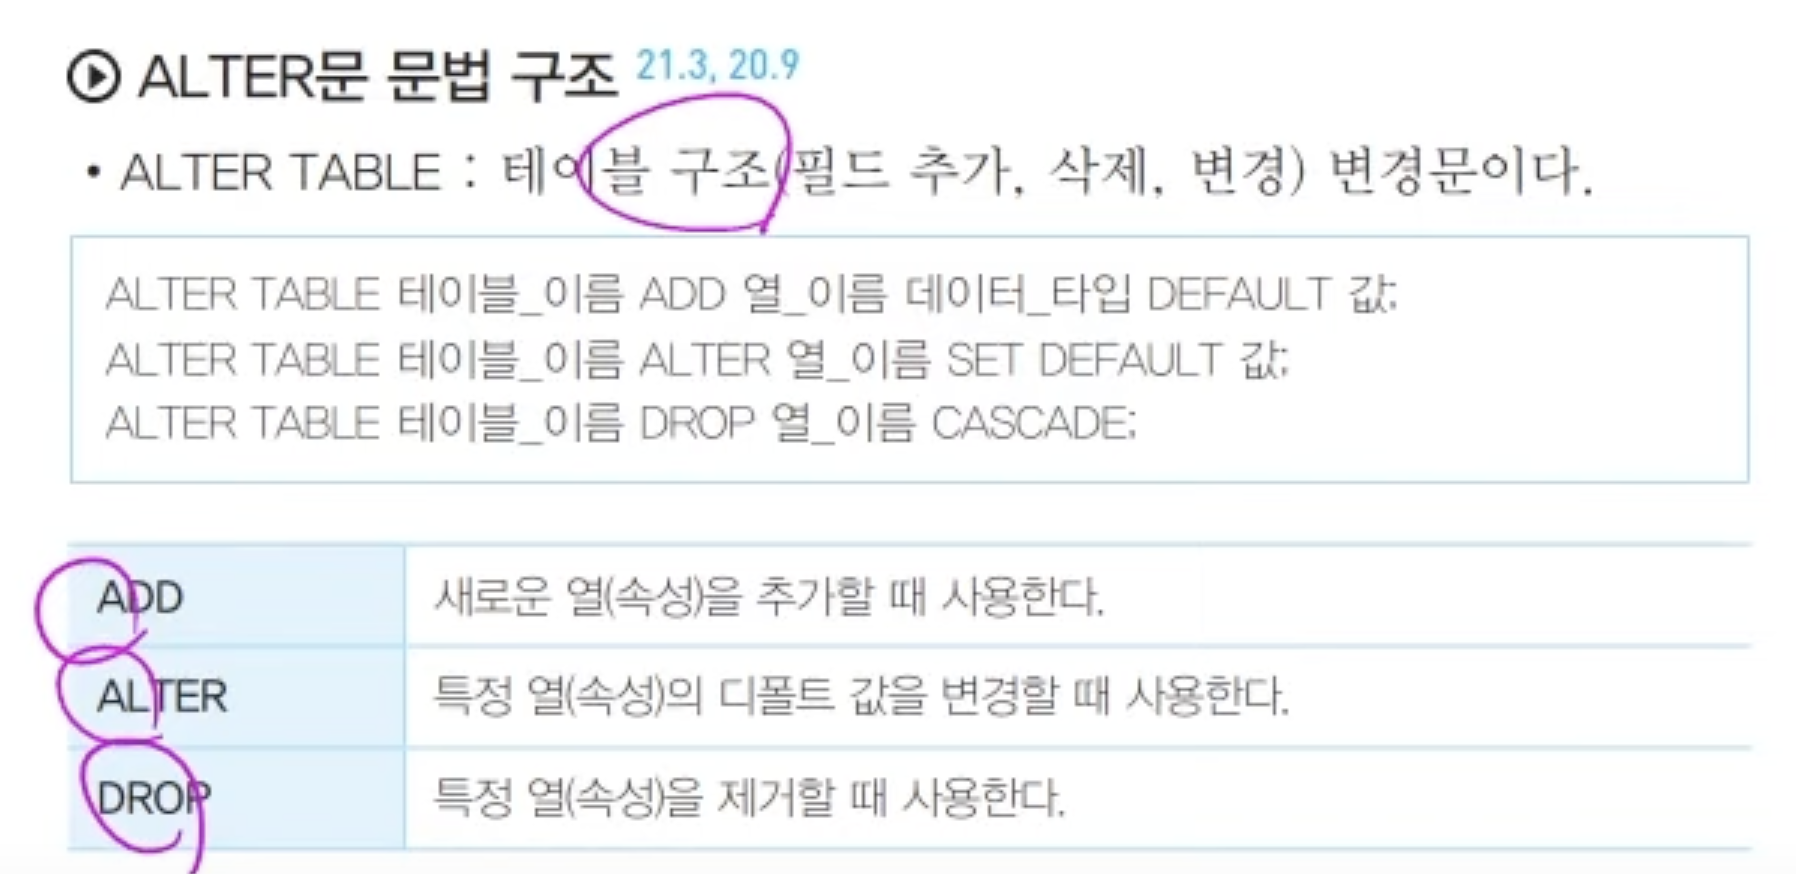 ALTER문 문법 구조 21.3, 20.9
• ALTER TABLE : 테이블 구조(필드 추가, 삭제, 변경) 변경문이다.
ALTER TABLE 테이블_이름 ADD 열_이름 데이터_타입 DEFAULT 값;
ALTER TABLE 테이블_이름 ALTER 열_이름 SET DEFAULT 값;
ALTER TABLE 테이블_이름 DROP 열_이름 CASCADE;
ADD 새로운 열(속성)을 추가할 때 사용한다.
ALTER 특정 열(속성)의 디폴트 값을 변경할 때 사용한다.
DROP 특정 열(속성)을 제거할 때 사용한다.